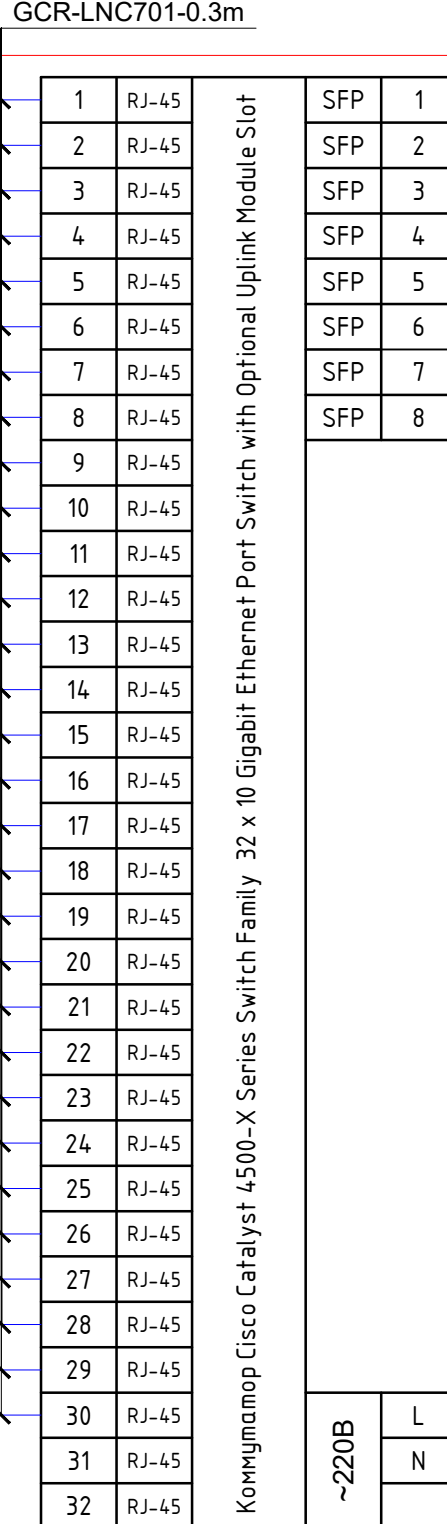 GCR-LNC701-0.3m
1 RJ-45 SFP 1
2 RJ-45 SFP 2
3 RJ-45 SFP 3
4 RJ-45 SFP 4
5 RJ-45 SFP 5
6 RJ-45 SFP 6
7 RJ-45 SFP 7
8 RJ-45 SFP 8
9 RJ-45
10 RJ-45
11 RJ-45
12 RJ-45
13 RJ-45
14 RJ-45
15 RJ-45
16 RJ-45
17 RJ-45
18 RJ-45
19 RJ-45
20 RJ-45
21 RJ-45
22 RJ-45
23 RJ-45
24 RJ-45
25 RJ-45
26 RJ-45
27 RJ-45
28 RJ-45
29 RJ-45
30 RJ-45 L
31 RJ-45 N
32 RJ-45
Коммутатор Cisco Catalyst 4500-X Series Switch Family 32 x 10 Gigabit Ethernet Port Switch with Optional Uplink Module Slot
~220В